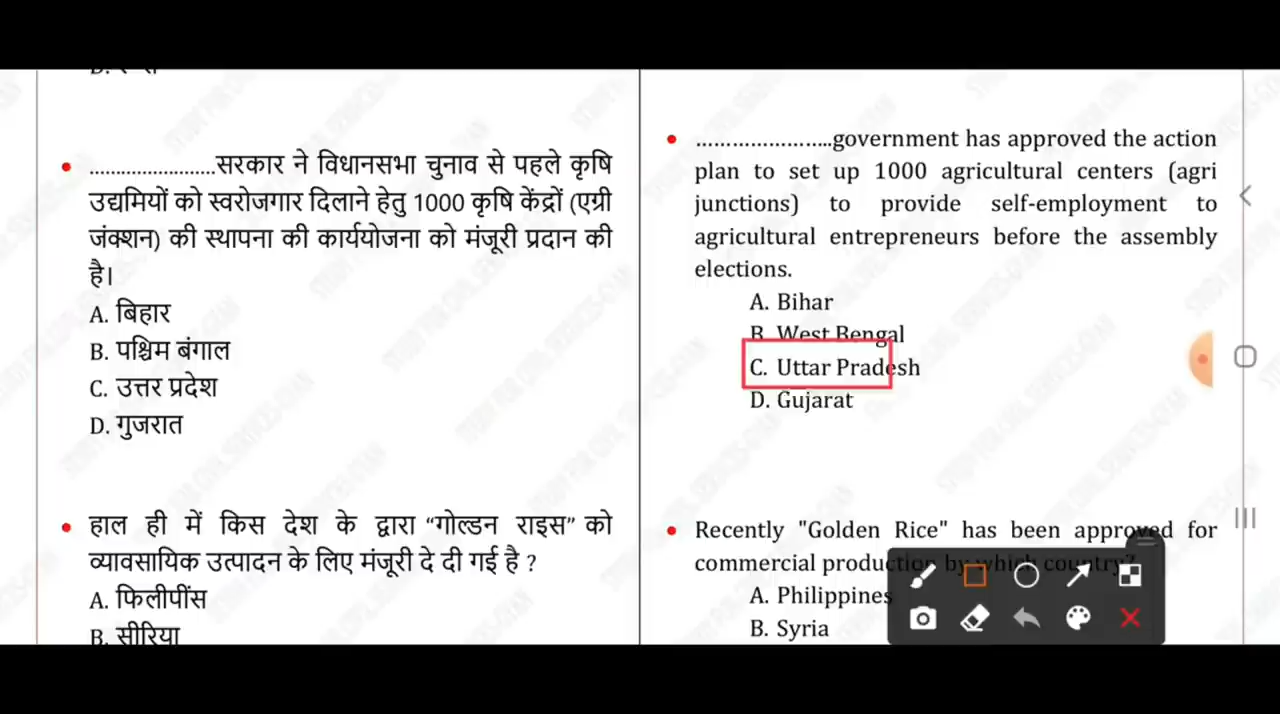 .........................सरकार ने विधानसभा चुनाव से पहले कृषि
उद्यमियों को स्वरोजगार दिलाने हेतु 1000 कृषि केंद्रों (एग्री
जंक्शन) की स्थापना की कार्ययोजना को मंजूरी प्रदान की
है।
A. बिहार
B. पश्चिम बंगाल
C. उत्तर प्रदेश
D. गुजरात
हाल ही में किस देश के द्वारा “गोल्डन राइस” को
व्यावसायिक उत्पादन के लिए मंजूरी दे दी गई है ?
A. फिलीपींस
B. सीरिया
.......................government has approved the action
plan to set up 1000 agricultural centers (agri
junctions) to provide self-employment to
agricultural entrepreneurs before the assembly
elections.
A. Bihar
B. West Bengal
C. Uttar Pradesh
D. Gujarat
Recently "Golden Rice" has been approved for
commercial production by which country?
A. Philippines
B. Syria